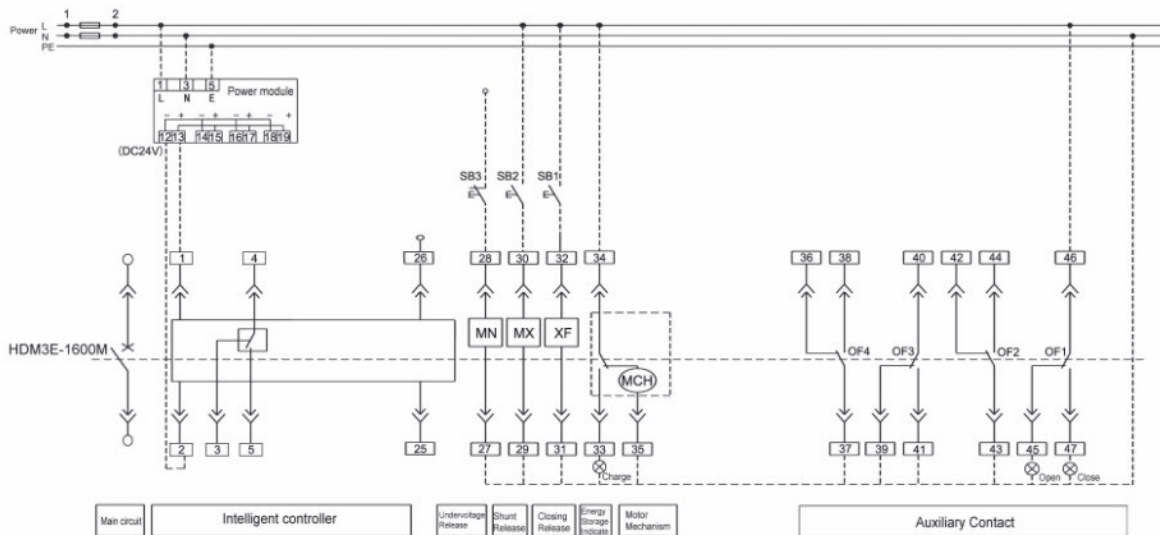 1 2
Power L
N
PE
1 3 5
L N E Power module
− + − + − + − +
12 13 14 15 16 17 18 19
(DC24V)
SB3 SB2 SB1
1 4 26 28 30 32 34 36 38 40 42 44 46
MN MX XF
HDM3E-1600M
OF4 OF3 OF2 OF1
MCH
2 3 5 25 27 29 31 33 35 37 39 41 43 45 47
Charge Open Close
Main circuit
Intelligent controller
Undervoltage
Release
Shunt
Release
Closing
Release
Energy
Storage
Indicate
Motor
Mechanism
Auxiliary Contact